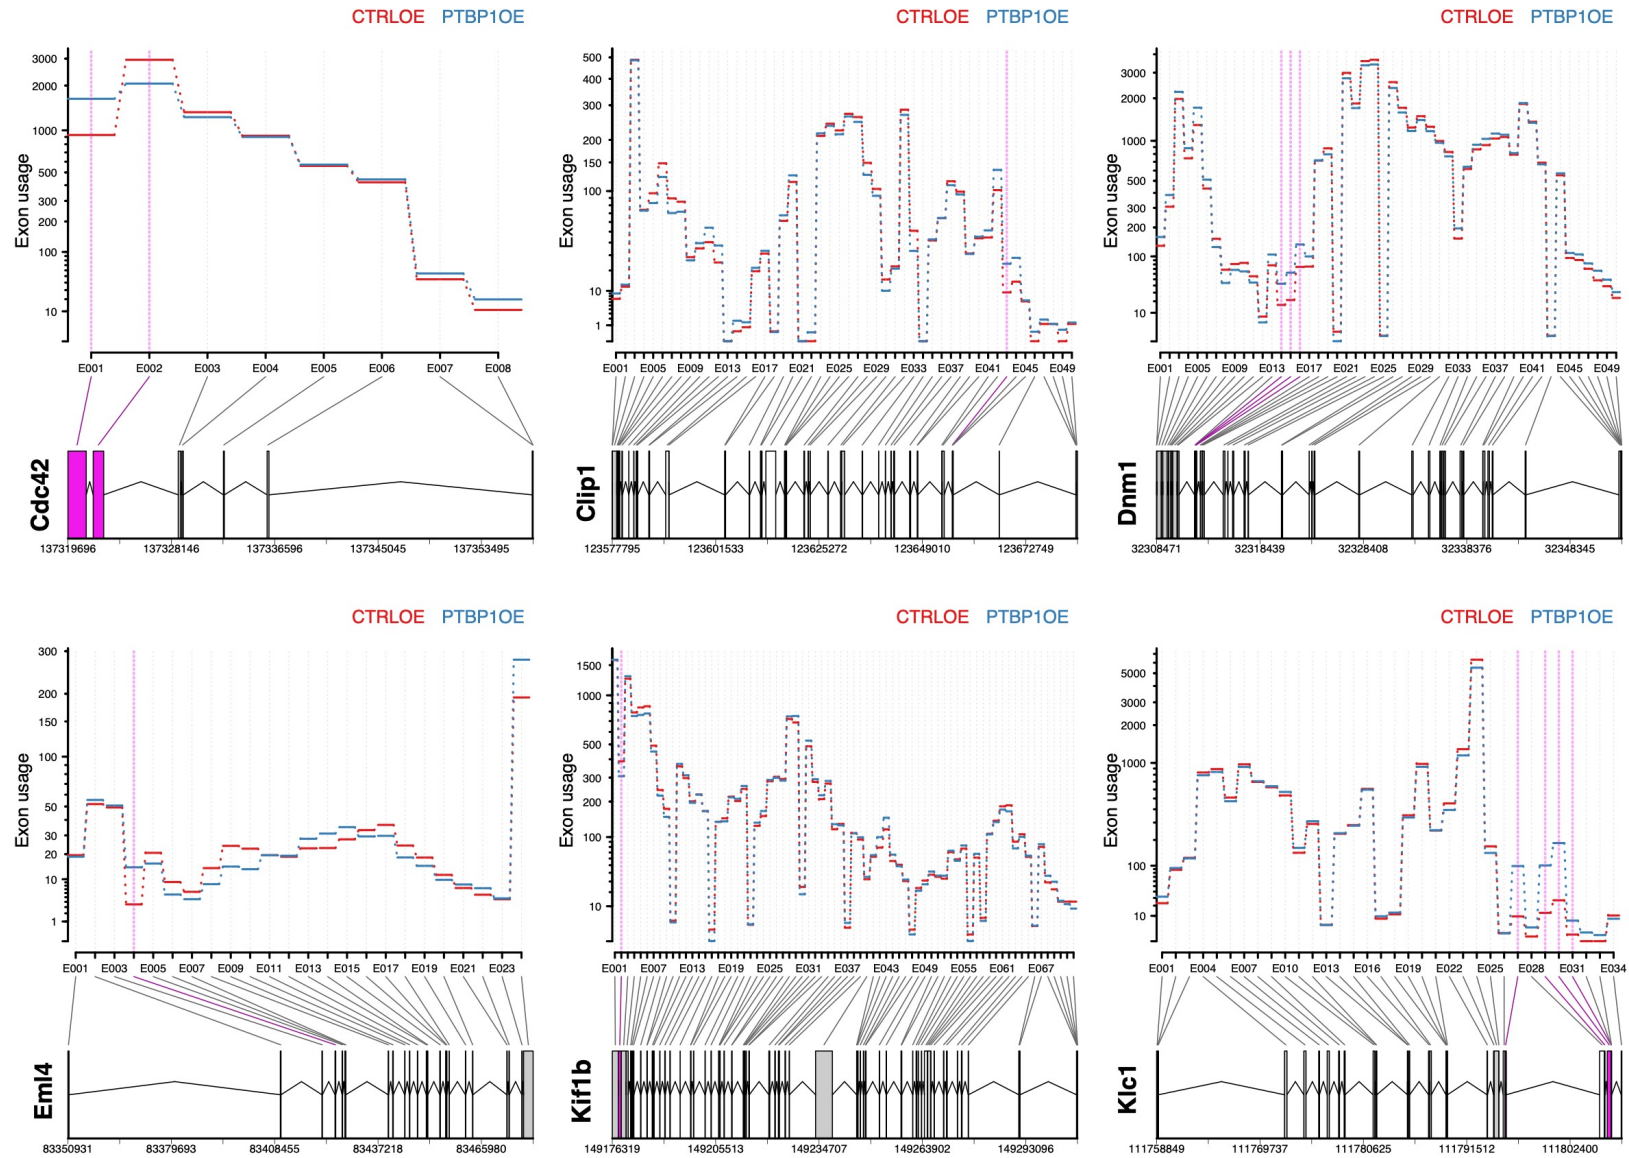 CTRLOE PTBP1OE
Exon usage
3000
2000
1000
500
300
200
100
10
E001 E002 E003 E004 E005 E006 E007 E008
Cdc42
137319696 137328146 137336596 137345045 137353495
CTRLOE PTBP1OE
Exon usage
500
400
300
200
150
100
10
1
E001 E005 E009 E013 E017 E021 E025 E029 E033 E037 E041 E045 E049
Clip1
123577795 123601533 123625272 123649010 123672749
CTRLOE PTBP1OE
Exon usage
3000
2000
1000
500
300
200
100
10
E001 E005 E009 E013 E017 E021 E025 E029 E033 E037 E041 E045 E049
Dnm1
32308471 32318439 32328408 32338376 32348345
CTRLOE PTBP1OE
Exon usage
300
200
150
100
50
30
20
10
1
E001 E003 E005 E007 E009 E011 E013 E015 E017 E019 E021 E023
Eml4
83350931 83379693 83408455 83437218 83465980
CTRLOE PTBP1OE
Exon usage
1500
1000
500
300
200
100
10
E001 E007 E013 E019 E025 E031 E037 E043 E049 E055 E061 E067
Kif1b
149176319 149205513 149234707 149263902 149293096
CTRLOE PTBP1OE
Exon usage
5000
3000
2000
1000
100
10
E001 E004 E007 E010 E013 E016 E019 E022 E025 E028 E031 E034
Klc1
111758849 111769737 111780625 111791512 111802400